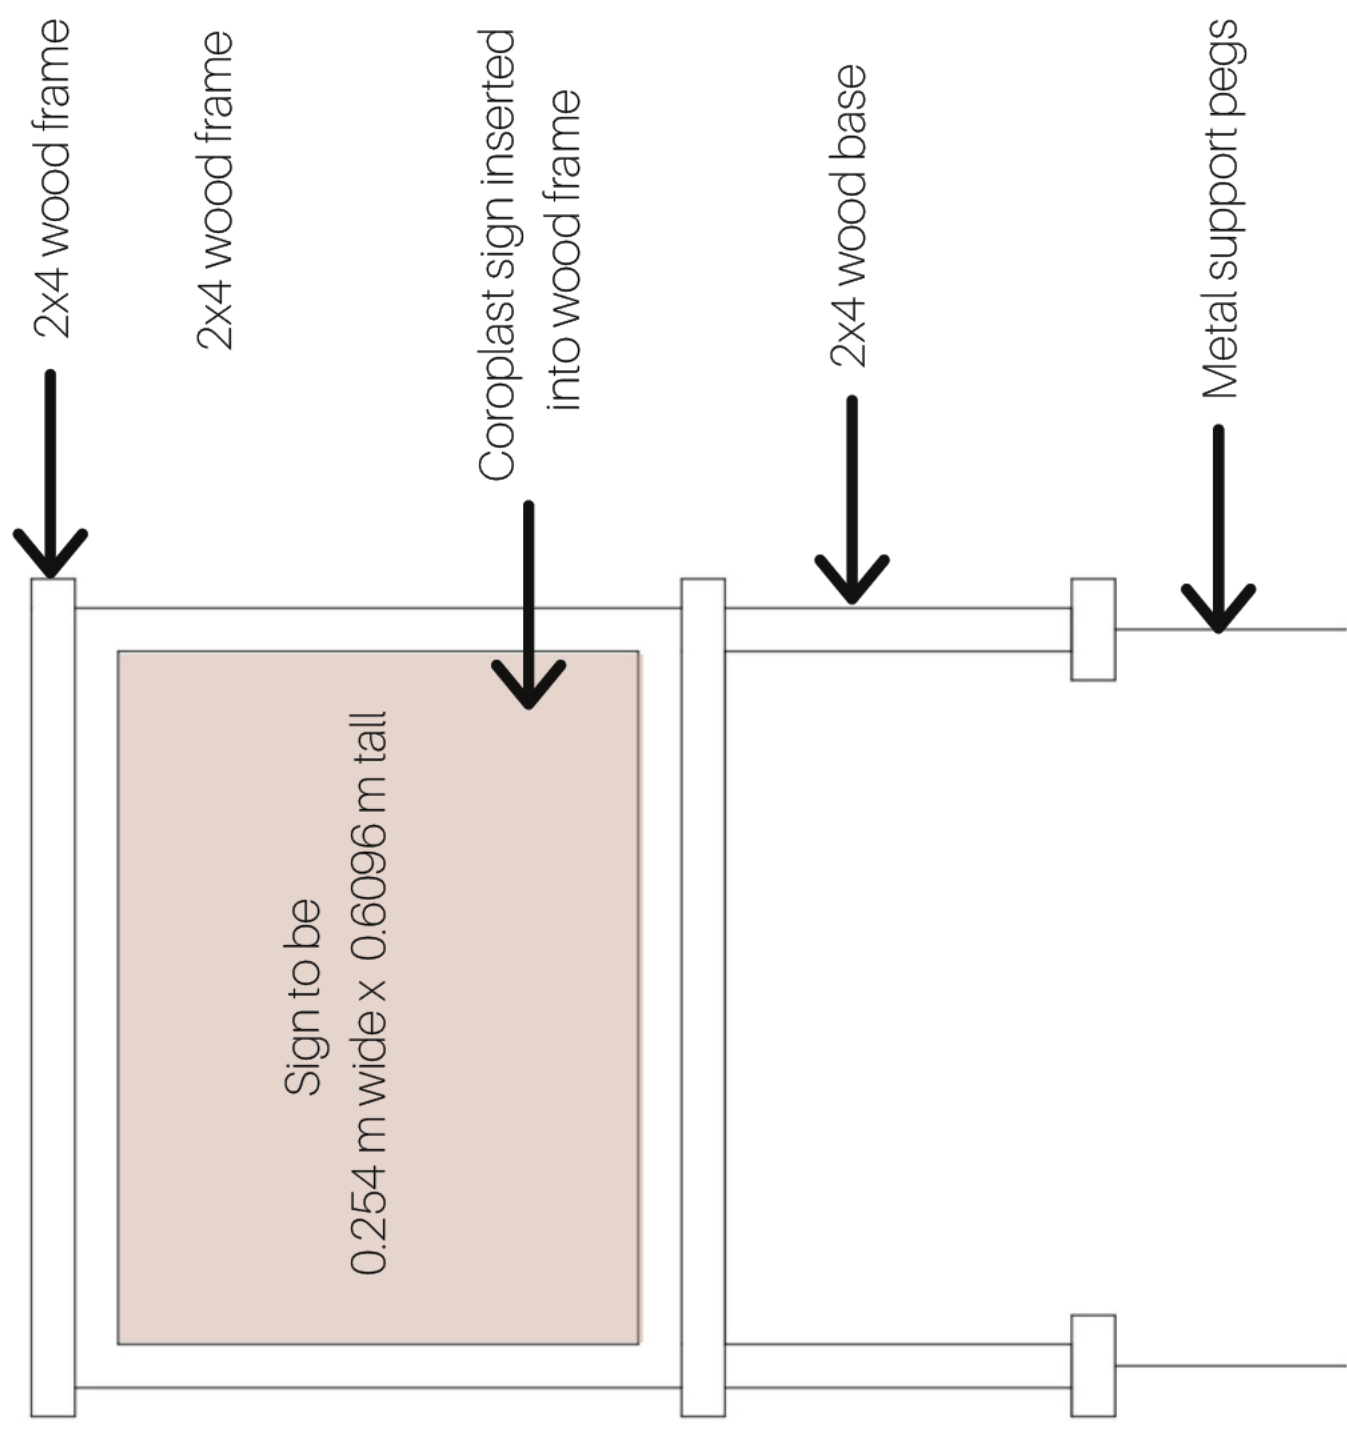 2x4 wood frame
2x4 wood frame
Coroplast sign inserted
into wood frame
Sign to be
0.254 m wide x 0.6096 m tall
2x4 wood base
Metal support pegs